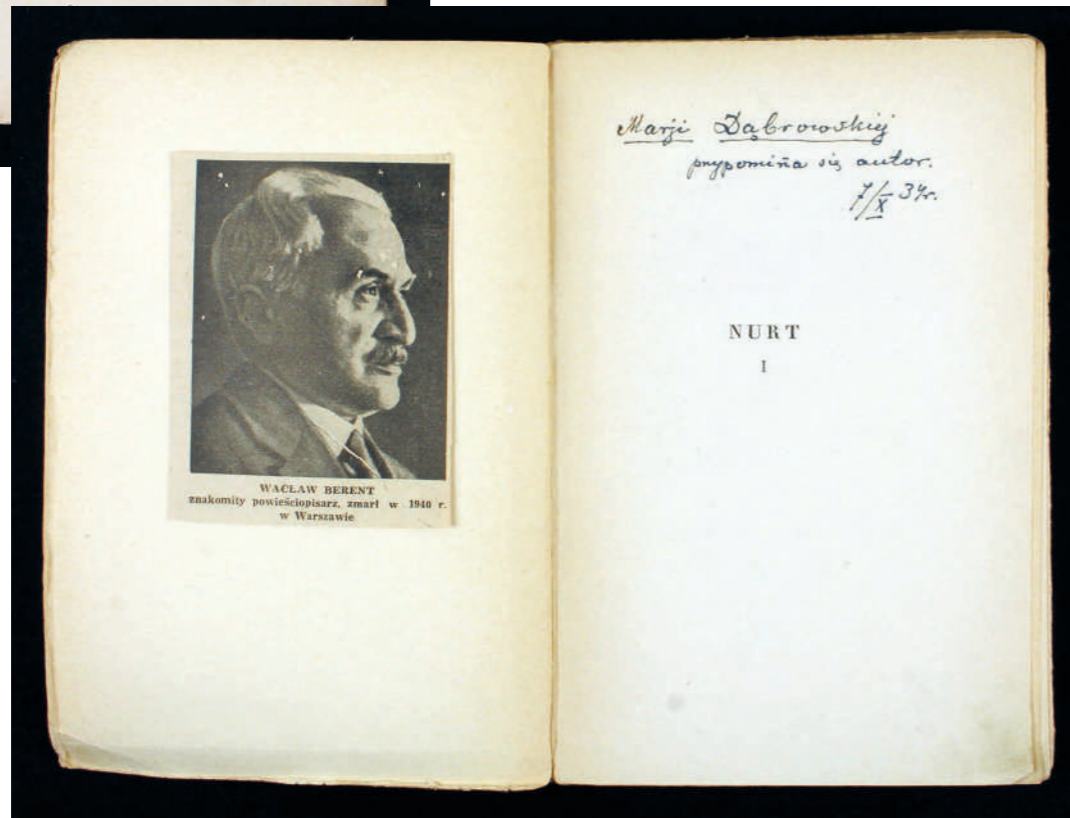 WACŁAW BERENT
znakomity powieściopisarz, zmarł w 1940 r.
w Warszawie
Marji Dąbrowskiej
przypomina się autor.
7/X 34r.
NURT
I